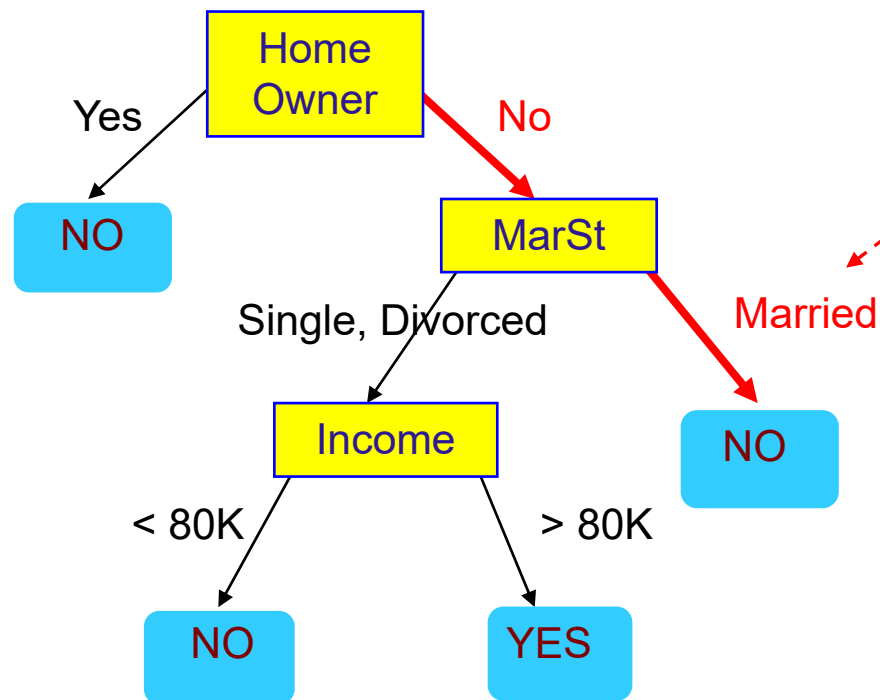 Home
Owner
Yes
No
NO
MarSt
Single, Divorced
Married
Income
NO
< 80K
> 80K
NO
YES